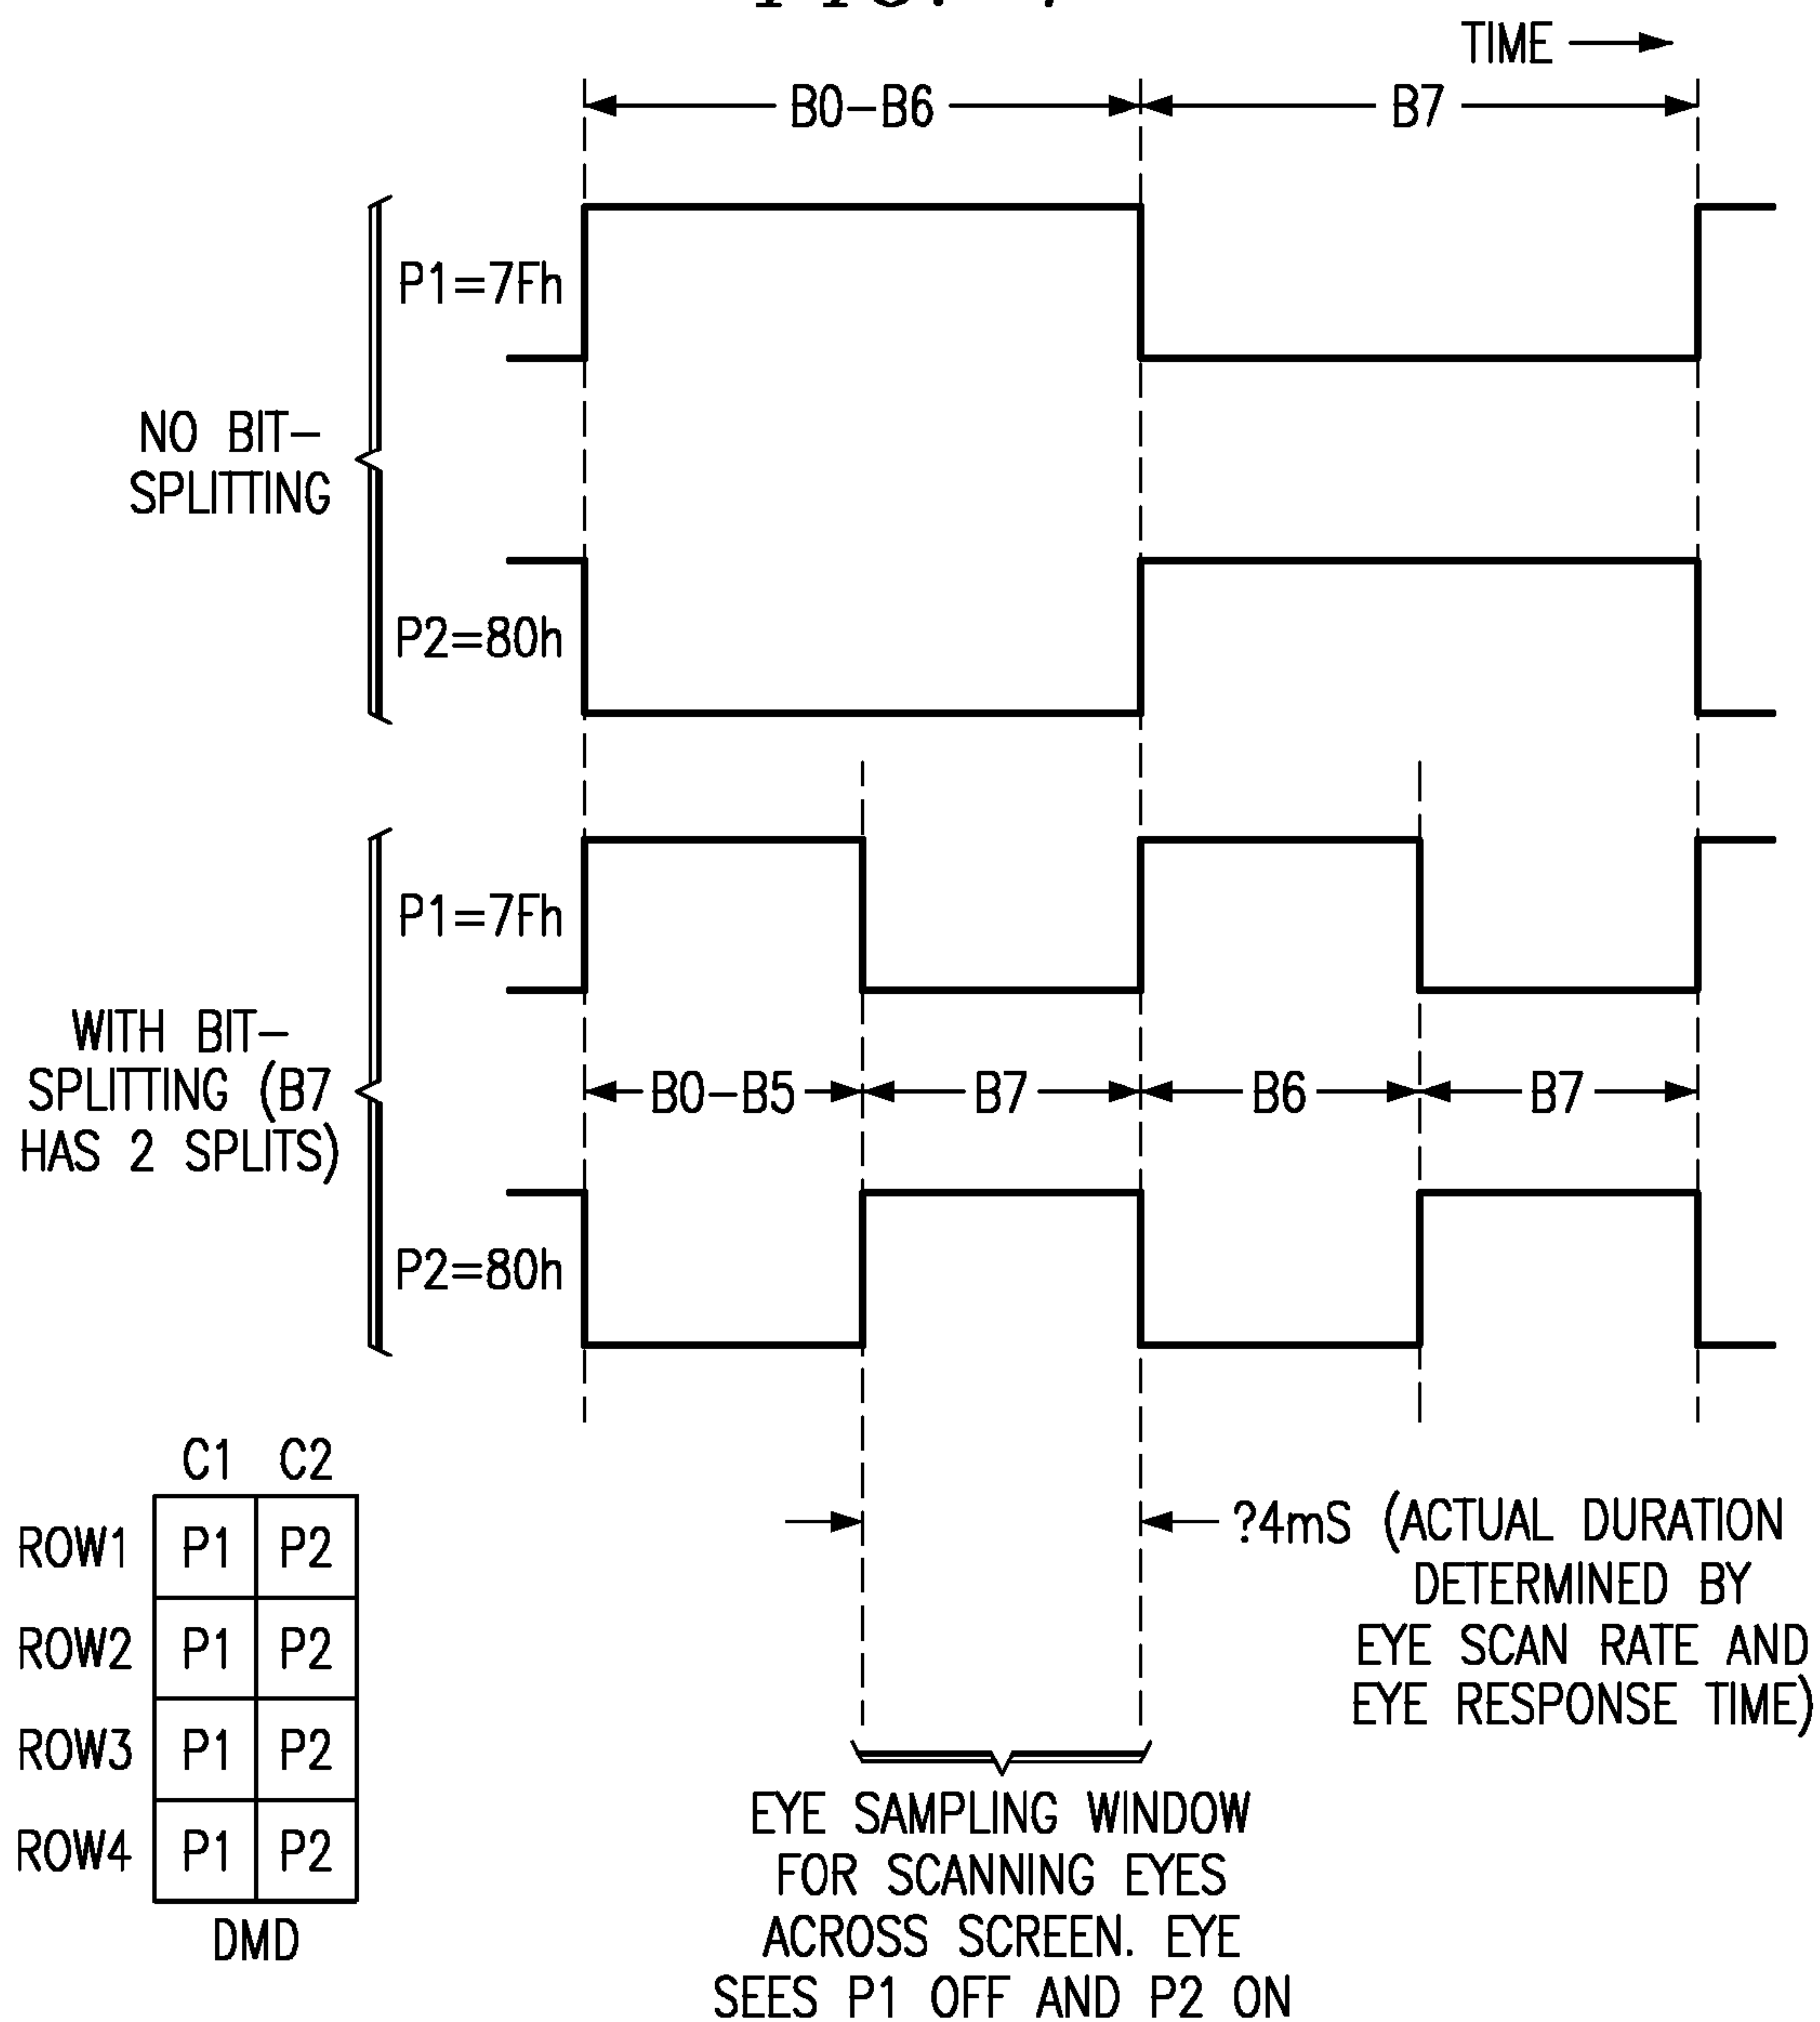 TIME
B0-B6 B7
P1=7Fh
NO BIT-
SPLITTING
P2=80h
P1=7Fh
WITH BIT-
SPLITTING (B7
HAS 2 SPLITS)
B0-B5 B7 B6 B7
P2=80h
C1 C2
ROW1 P1 P2
ROW2 P1 P2
ROW3 P1 P2
ROW4 P1 P2
DMD
?4mS (ACTUAL DURATION
DETERMINED BY
EYE SCAN RATE AND
EYE RESPONSE TIME)
EYE SAMPLING WINDOW
FOR SCANNING EYES
ACROSS SCREEN. EYE
SEES P1 OFF AND P2 ON